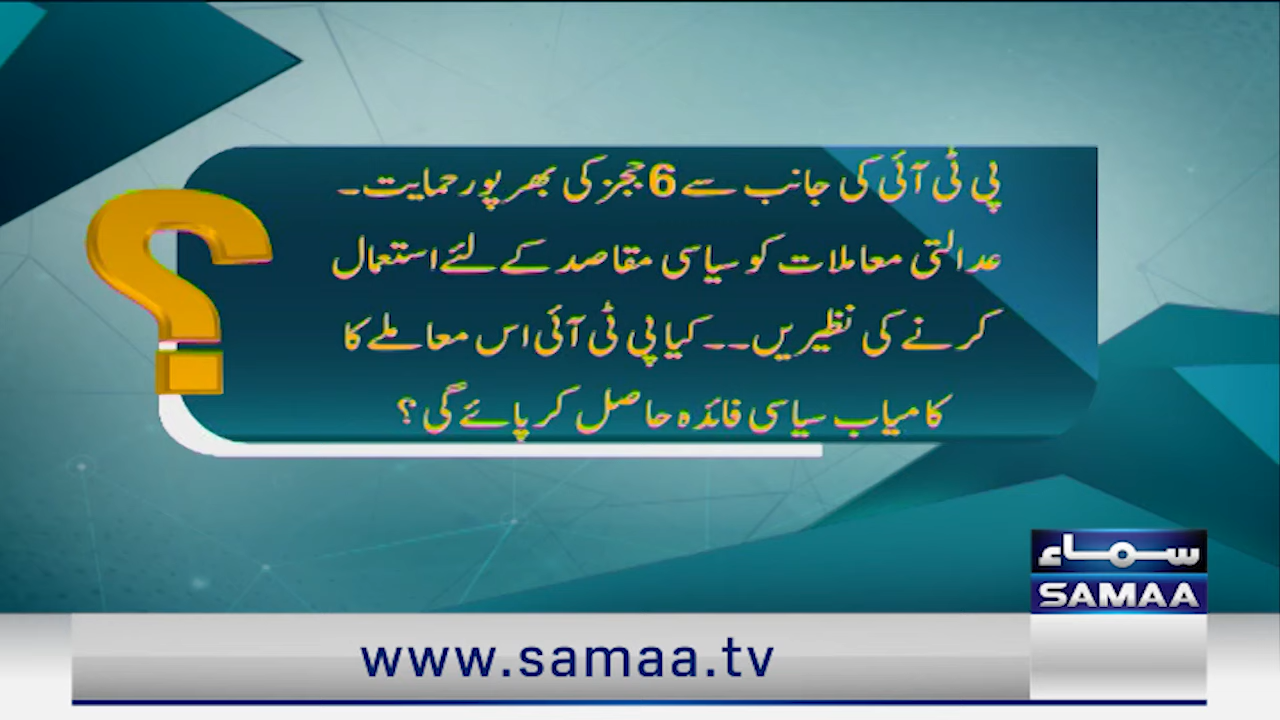 پی ٹی آئی کی جانب سے 6 ججز کی بھرپور حمایت۔
عدالتی معاملات کو سیاسی مقاصد کے لئے استعمال
کرنے کی نظیریں۔۔ کیا پی ٹی آئی اس معاملے کا
کامیاب سیاسی فائدہ حاصل کر پائے گی؟
سماء
SAMAA
www.samaa.tv